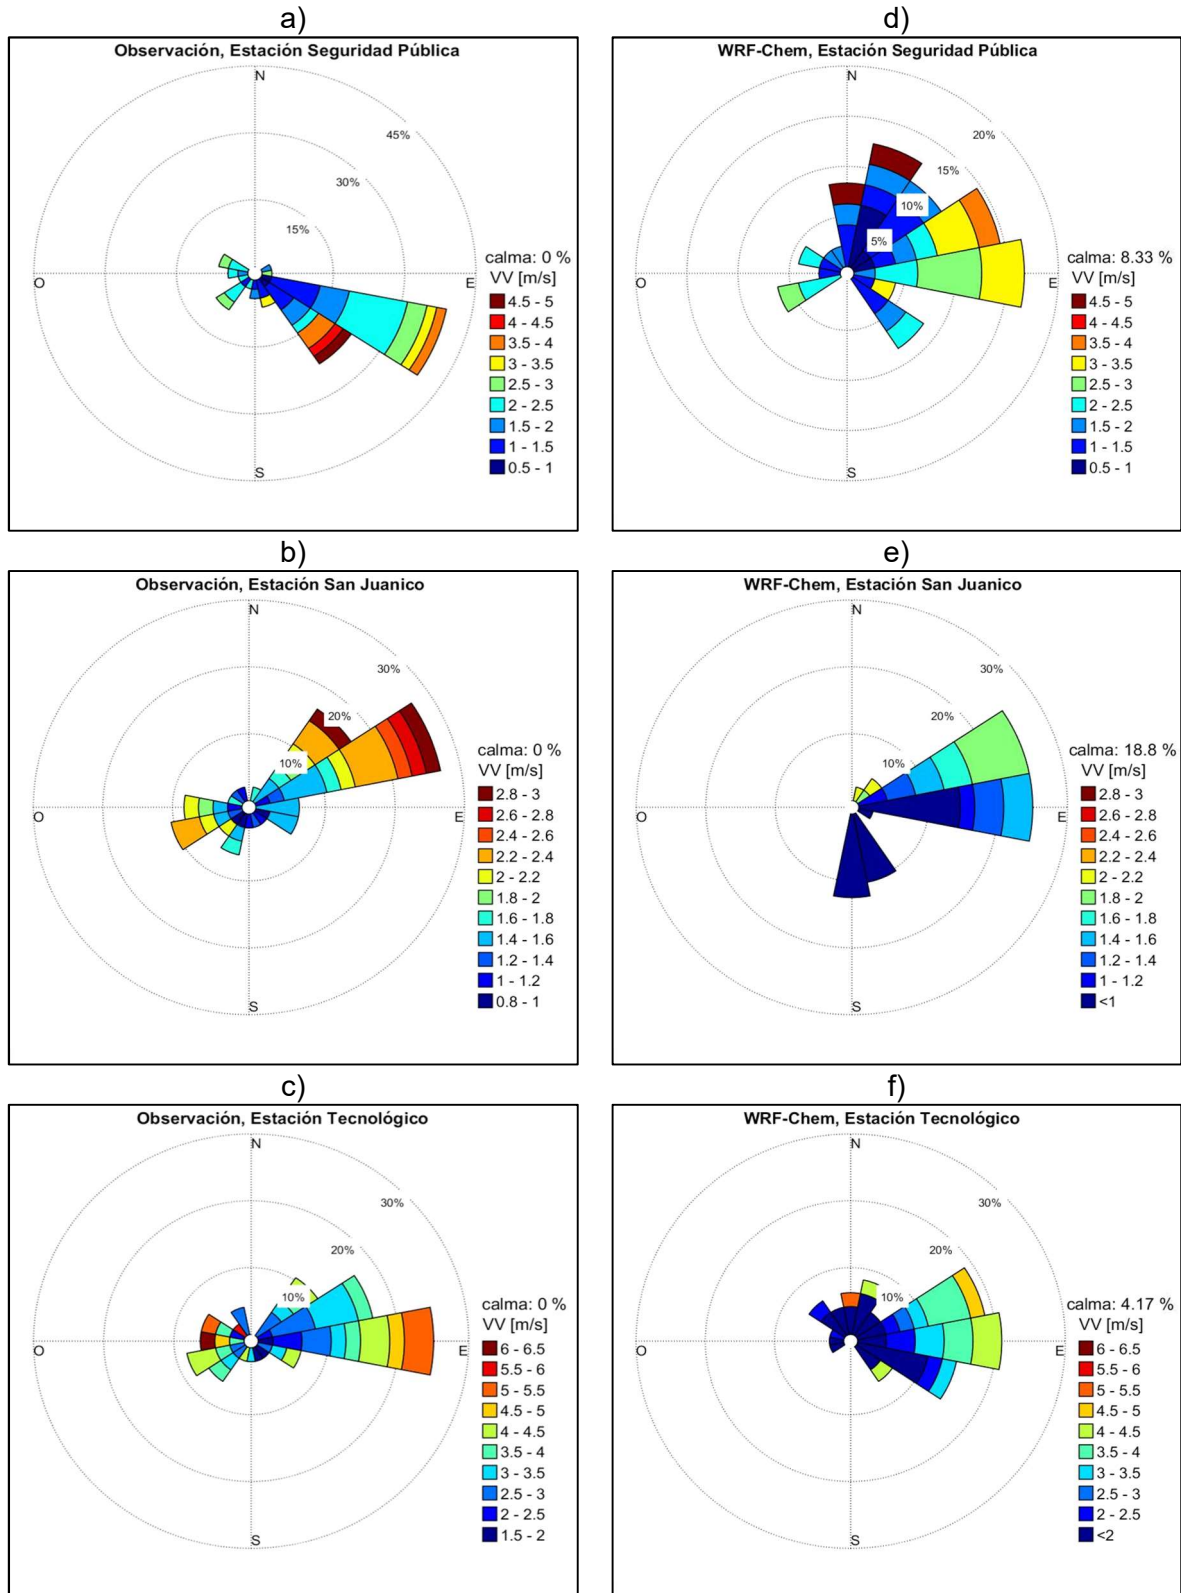 a)
Observación, Estación Seguridad Pública
N
45%
30%
15%
O
E
S
calma: 0 %
VV [m/s]
4.5 - 5
4 - 4.5
3.5 - 4
3 - 3.5
2.5 - 3
2 - 2.5
1.5 - 2
1 - 1.5
0.5 - 1
d)
WRF-Chem, Estación Seguridad Pública
N
20%
15%
10%
5%
O
E
S
calma: 8.33 %
VV [m/s]
4.5 - 5
4 - 4.5
3.5 - 4
3 - 3.5
2.5 - 3
2 - 2.5
1.5 - 2
1 - 1.5
0.5 - 1
b)
Observación, Estación San Juanico
N
30%
20%
10%
O
E
S
calma: 0 %
VV [m/s]
2.8 - 3
2.6 - 2.8
2.4 - 2.6
2.2 - 2.4
2 - 2.2
1.8 - 2
1.6 - 1.8
1.4 - 1.6
1.2 - 1.4
1 - 1.2
0.8 - 1
e)
WRF-Chem, Estación San Juanico
N
30%
20%
10%
O
E
S
calma: 18.8 %
VV [m/s]
2.8 - 3
2.6 - 2.8
2.4 - 2.6
2.2 - 2.4
2 - 2.2
1.8 - 2
1.6 - 1.8
1.4 - 1.6
1.2 - 1.4
1 - 1.2
<1
c)
Observación, Estación Tecnológico
N
30%
20%
10%
O
E
S
calma: 0 %
VV [m/s]
6 - 6.5
5.5 - 6
5 - 5.5
4.5 - 5
4 - 4.5
3.5 - 4
3 - 3.5
2.5 - 3
2 - 2.5
1.5 - 2
f)
WRF-Chem, Estación Tecnológico
N
30%
20%
10%
O
E
S
calma: 4.17 %
VV [m/s]
6 - 6.5
5.5 - 6
5 - 5.5
4.5 - 5
4 - 4.5
3.5 - 4
3 - 3.5
2.5 - 3
2 - 2.5
<2